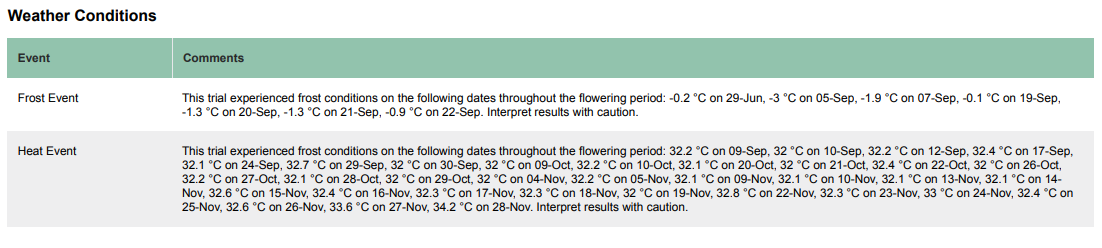 Weather Conditions
Event Comments
Frost Event This trial experienced frost conditions on the following dates throughout the flowering period: -0.2 °C on 29-Jun, -3 °C on 05-Sep, -1.9 °C on 07-Sep, -0.1 °C on 19-Sep,
-1.3 °C on 20-Sep, -1.3 °C on 21-Sep, -0.9 °C on 22-Sep. Interpret results with caution.
Heat Event This trial experienced frost conditions on the following dates throughout the flowering period: 32.2 °C on 09-Sep, 32 °C on 10-Sep, 32.2 °C on 12-Sep, 32.4 °C on 17-Sep,
32.1 °C on 24-Sep, 32.7 °C on 29-Sep, 32 °C on 30-Sep, 32 °C on 09-Oct, 32.2 °C on 10-Oct, 32.1 °C on 20-Oct, 32 °C on 21-Oct, 32.4 °C on 22-Oct, 32 °C on 26-Oct,
32.2 °C on 27-Oct, 32.1 °C on 28-Oct, 32 °C on 29-Oct, 32 °C on 04-Nov, 32.2 °C on 05-Nov, 32.1 °C on 09-Nov, 32.1 °C on 10-Nov, 32.1 °C on 13-Nov, 32.1 °C on 14-
Nov, 32.6 °C on 15-Nov, 32.4 °C on 16-Nov, 32.3 °C on 17-Nov, 32.3 °C on 18-Nov, 32 °C on 19-Nov, 32.8 °C on 22-Nov, 32.3 °C on 23-Nov, 33 °C on 24-Nov, 32.4 °C on
25-Nov, 32.6 °C on 26-Nov, 33.6 °C on 27-Nov, 34.2 °C on 28-Nov. Interpret results with caution.